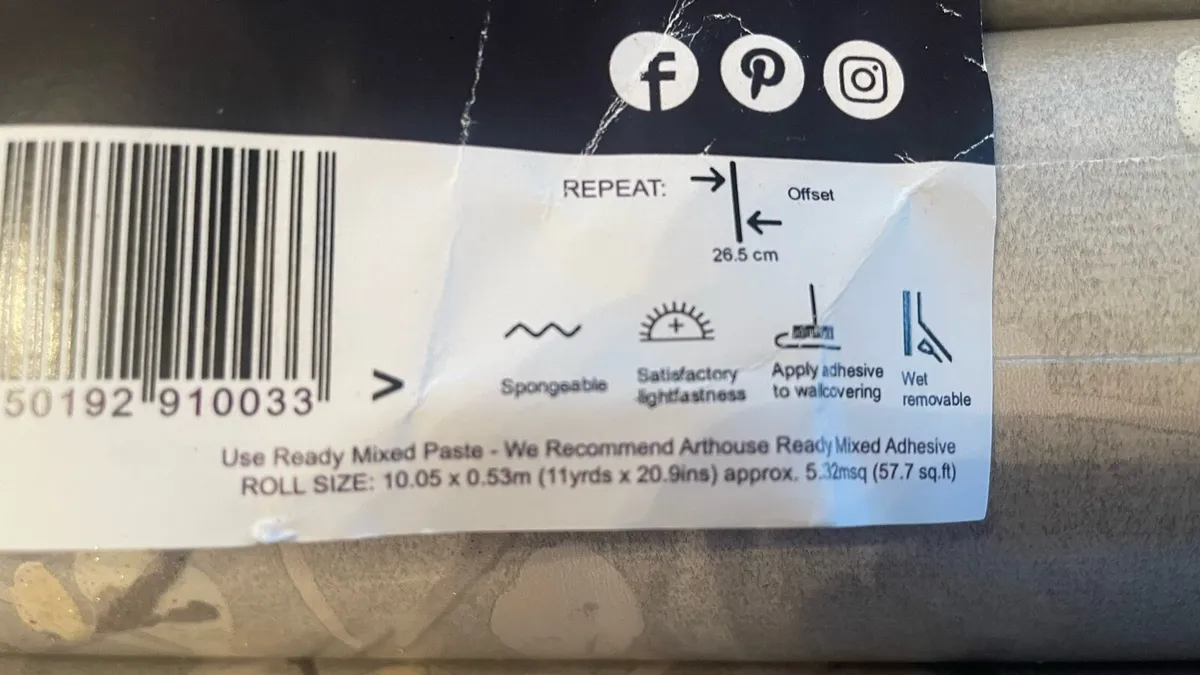 REPEAT:
Offset
26.5 cm
Spongeable
Satisfactory
lightfastness
Apply adhesive
to wallcovering
Wet
removable
50192 910033 >
Use Ready Mixed Paste - We Recommend Arthouse Ready Mixed Adhesive
ROLL SIZE: 10.05 x 0.53m (11yrds x 20.9ins) approx. 5.32msq (57.7 sq.ft)